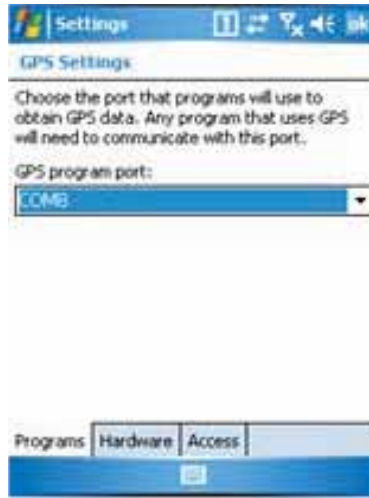 Settings
ok
GPS Settings
Choose the port that programs will use to
obtain GPS data. Any program that uses GPS
will need to communicate with this port.
GPS program port:
COM8
Programs Hardware Access